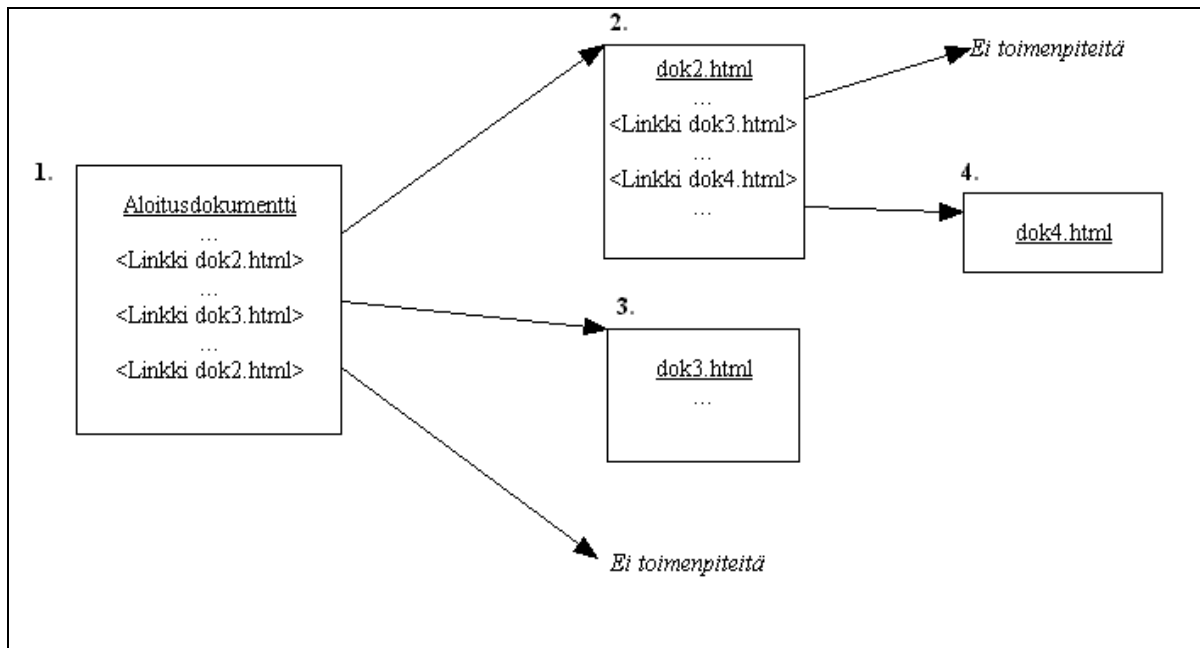 1.
Aloitusdokumentti
...
<Linkki dok2.html>
...
<Linkki dok3.html>
...
<Linkki dok2.html>
2.
dok2.html
...
<Linkki dok3.html>
...
<Linkki dok4.html>
...
Ei toimenpiteitä
4.
dok4.html
3.
dok3.html
...
Ei toimenpiteitä